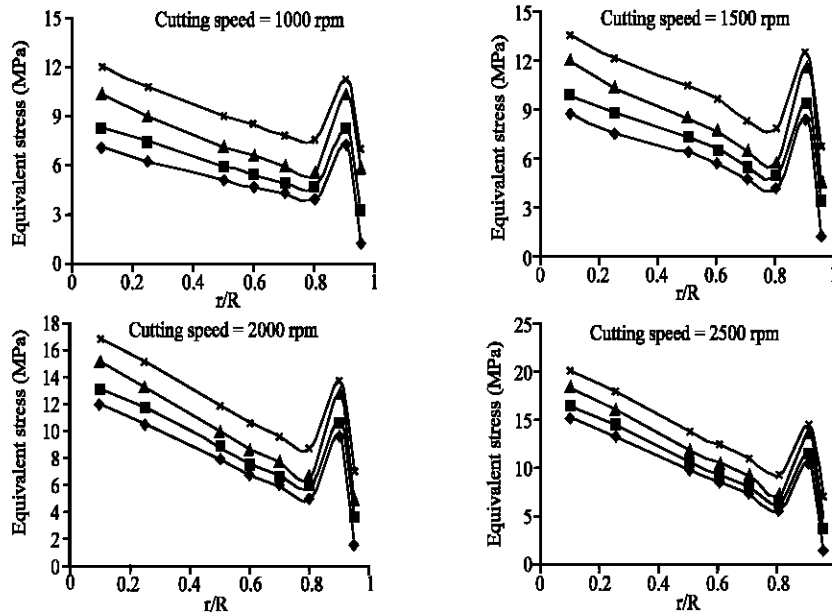 Cutting speed = 1000 rpm
Equivalent stress (MPa)
15
12
9
6
3
0
0 0.2 0.4 0.6 0.8 1
r/R
Cutting speed = 1500 rpm
Equivalent stress (MPa)
15
12
9
6
3
0
0 0.2 0.4 0.6 0.8 1
r/R
Cutting speed = 2000 rpm
Equivalent stress (MPa)
18
16
14
12
10
8
6
4
2
0
0 0.2 0.4 0.6 0.8 1
r/R
Cutting speed = 2500 rpm
Equivalent stress (MPa)
25
20
15
10
5
0
0 0.2 0.4 0.6 0.8 1
r/R